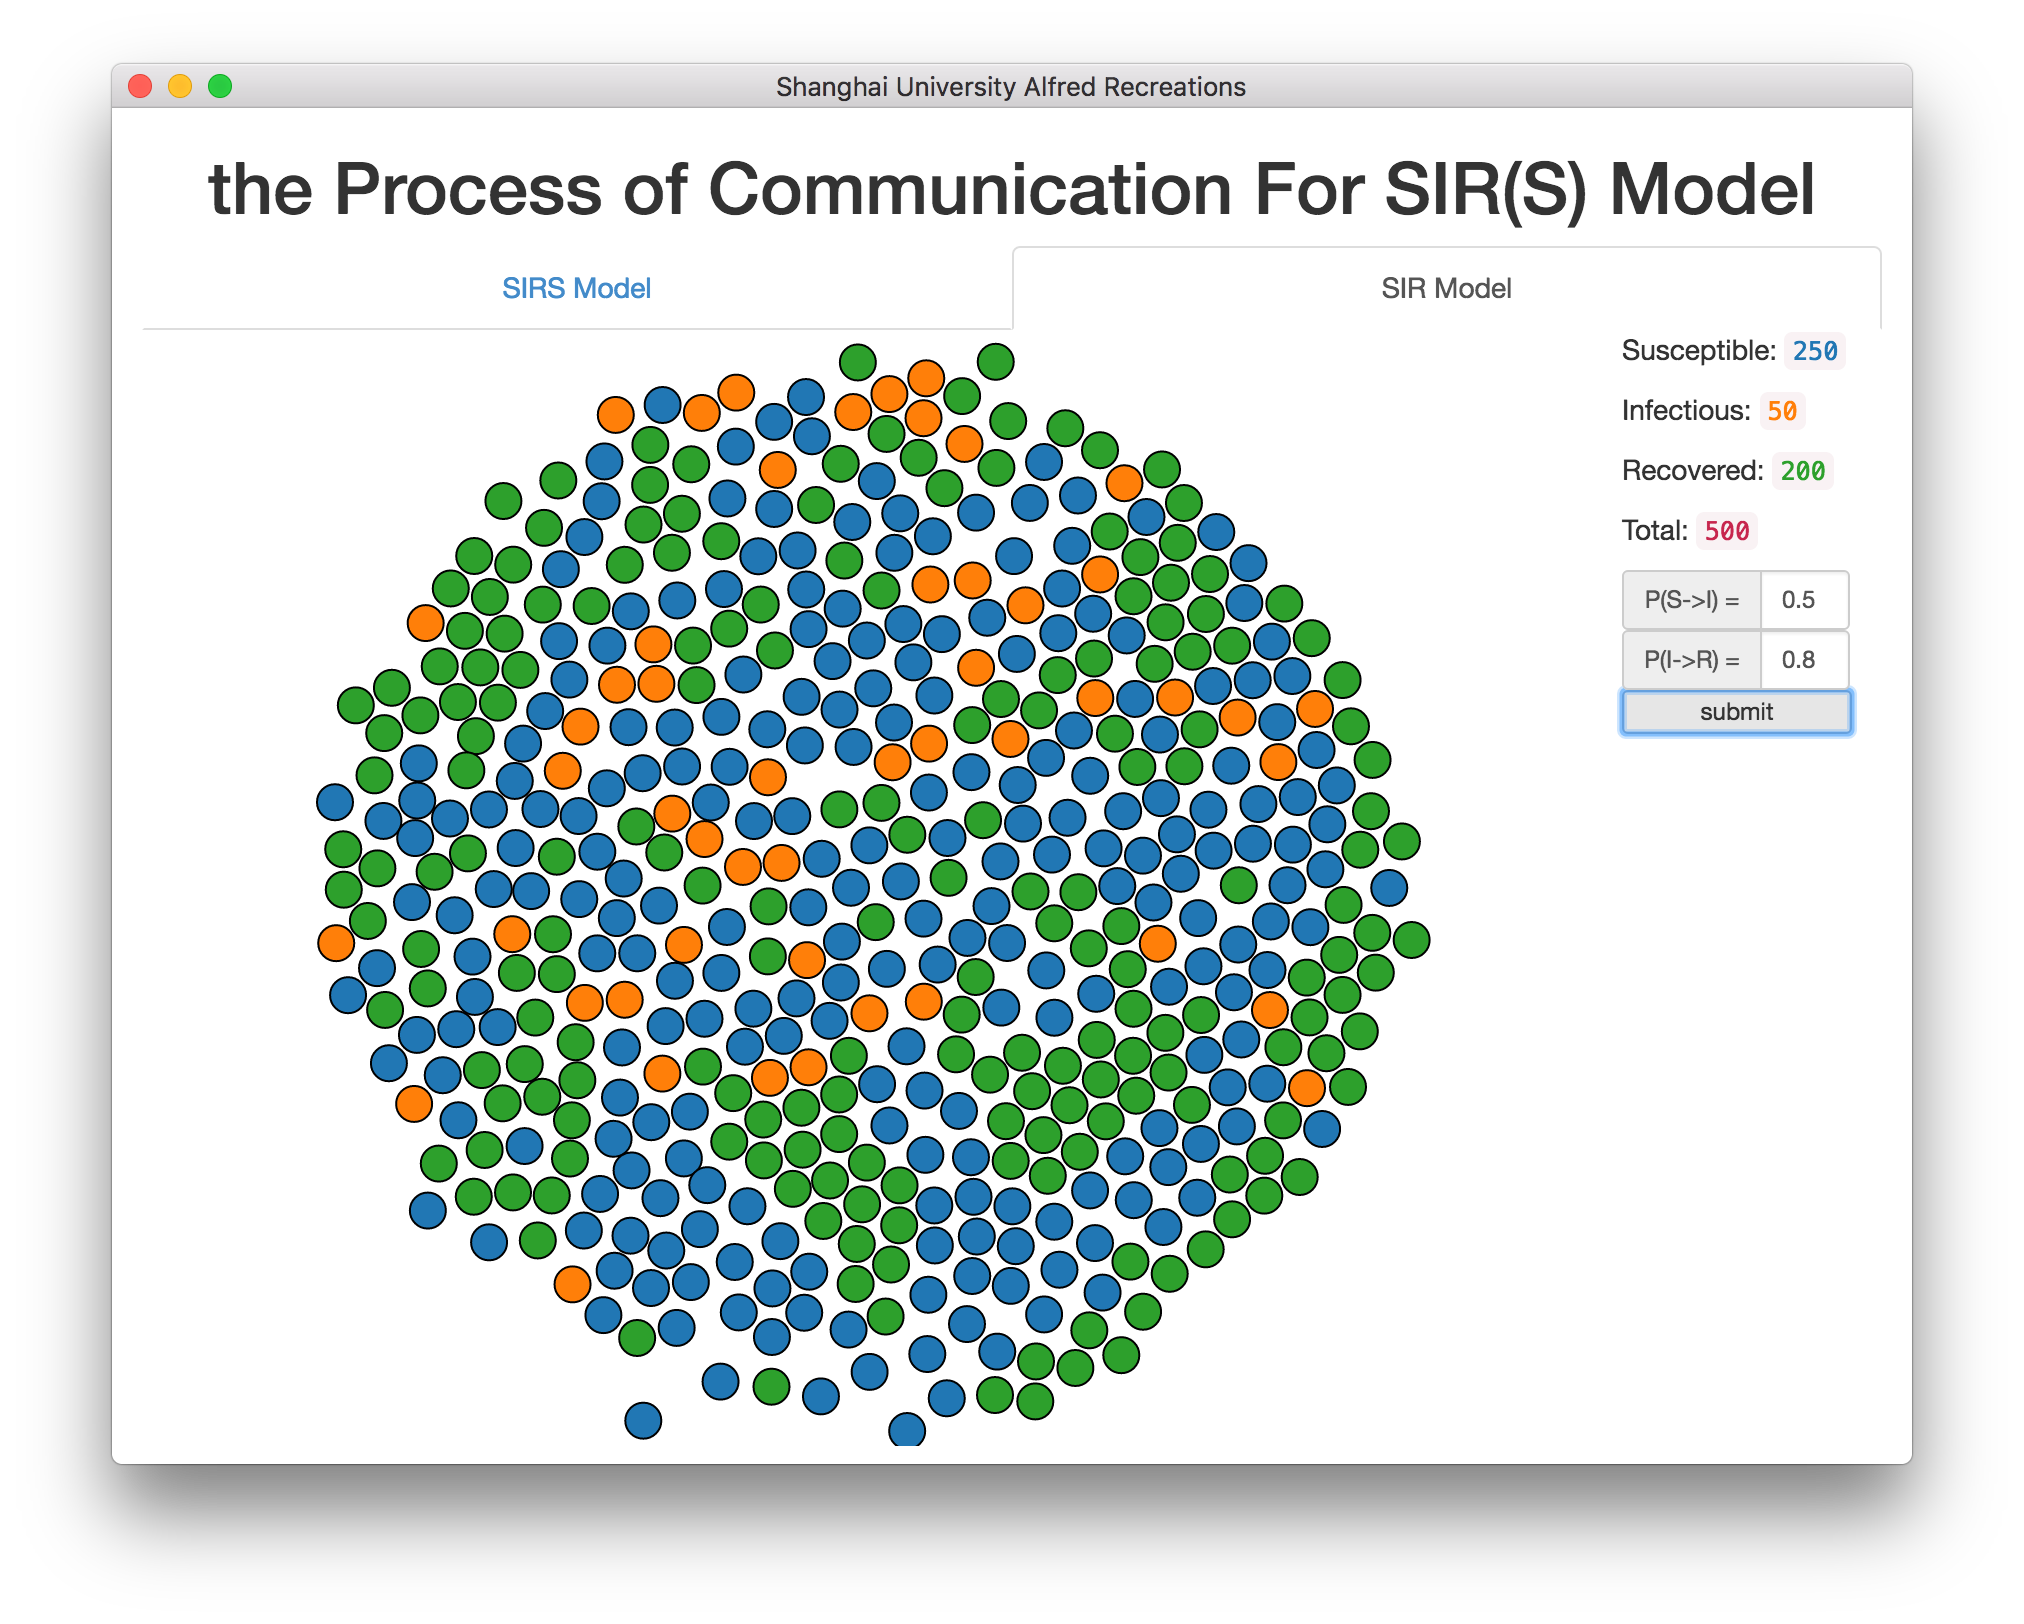 Shanghai University Alfred Recreations
the Process of Communication For SIR(S) Model
SIRS Model
SIR Model
Susceptible: 250
Infectious: 50
Recovered: 200
Total: 500
P(S->I) = 0.5
P(I->R) = 0.8
submit